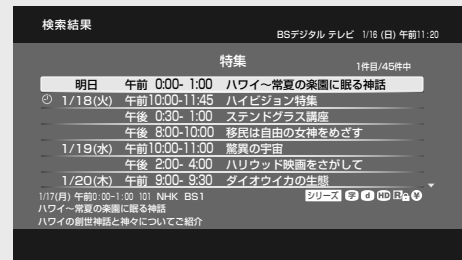 検索結果
BSデジタル テレビ 1/16 (日) 午前11:20
特集
1件目/45件中
明日 午前 0:00- 1:00 ハワイ～常夏の楽園に眠る神話
1/18(火) 午前10:00-11:45 ハイビジョン特集
午後 0:30- 1:00 ステンドグラス講座
午後 8:00-10:00 移民は自由の女神をめざす
1/19(水) 午前10:00-11:00 驚異の宇宙
午後 2:00- 4:00 ハリウッド映画をさがして
1/20(木) 午前 9:00- 9:30 ダイオウイカの生態
1/17(月) 午前0:00-1:00 101 NHK BS1 シリーズ 字 d HD
ハワイ～常夏の楽園に眠る神話
ハワイの創世神話と神々についてご紹介